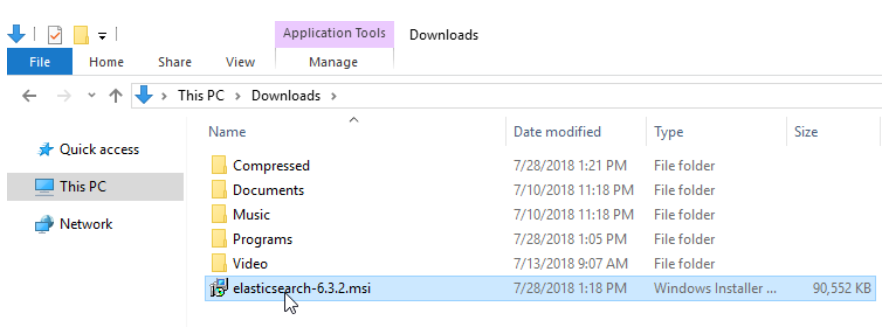 Application Tools Downloads
File Home Share View Manage
This PC > Downloads >
Name Date modified Type Size
Quick access
Compressed 7/28/2018 1:21 PM File folder
This PC
Documents 7/10/2018 11:18 PM File folder
Music 7/10/2018 11:18 PM File folder
Network
Programs 7/28/2018 1:05 PM File folder
Video 7/13/2018 9:07 AM File folder
elasticsearch-6.3.2.msi 7/28/2018 1:18 PM Windows Installer ... 90,552 KB